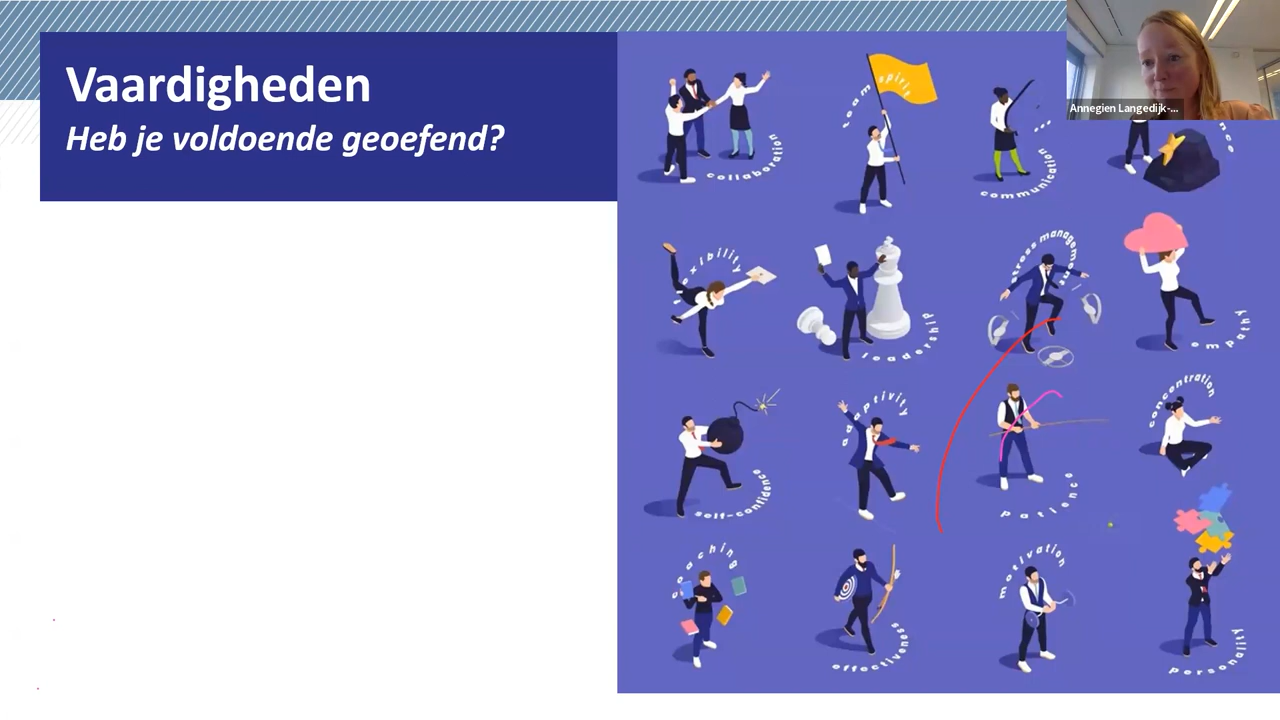 Vaardigheden
Heb je voldoende geoefend?
Annegien Langedijk-...
collaboration
team spirit
communication
flexibility
leadership
stress management
empathy
self-confidence
adaptivity
patience
concentration
coaching
effectiveness
motivation
personality